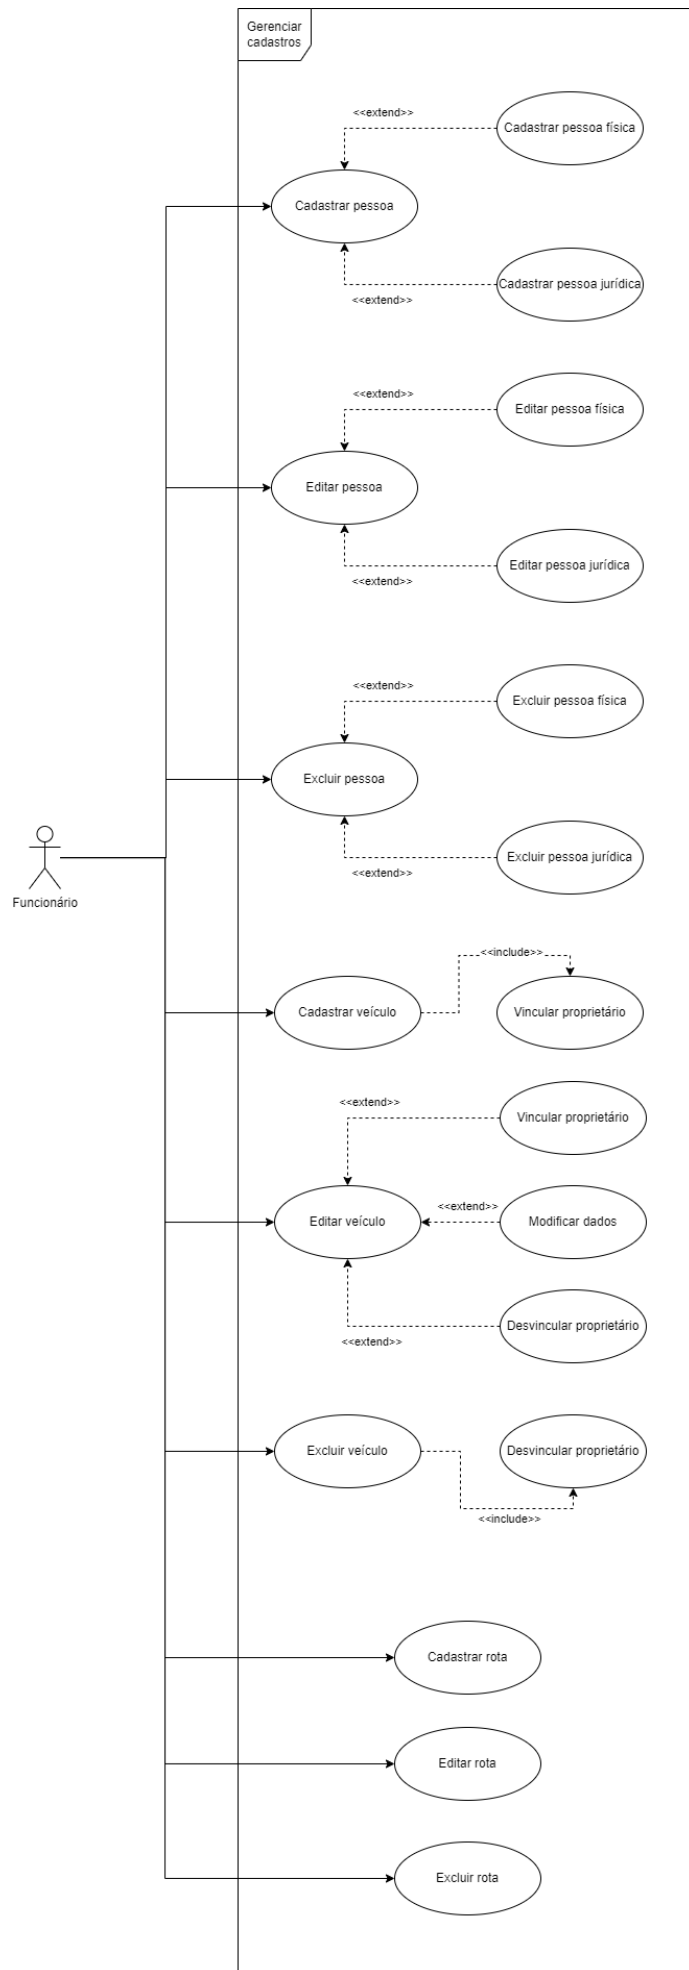 Gerenciar
cadastros
<<extend>>
Cadastrar pessoa física
Cadastrar pessoa
Cadastrar pessoa jurídica
<<extend>>
<<extend>>
Editar pessoa física
Editar pessoa
Editar pessoa jurídica
<<extend>>
<<extend>>
Excluir pessoa física
Excluir pessoa
Excluir pessoa jurídica
<<extend>>
Funcionário
<<include>>
Cadastrar veículo
Vincular proprietário
<<extend>>
Vincular proprietário
<<extend>>
Editar veículo
Modificar dados
Desvincular proprietário
<<extend>>
Excluir veículo
Desvincular proprietário
<<include>>
Cadastrar rota
Editar rota
Excluir rota